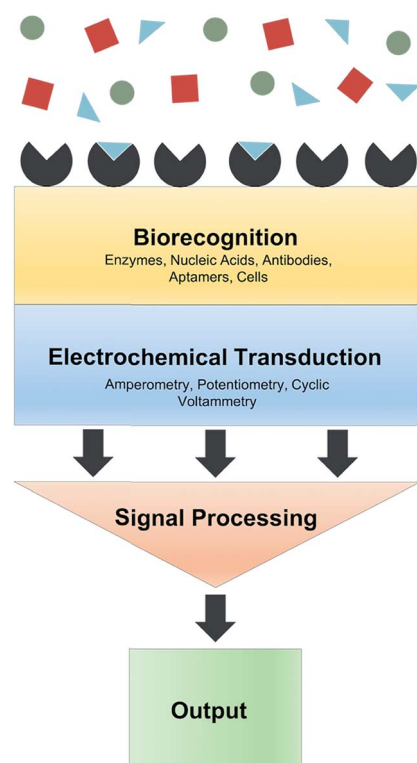 Biorecognition
Enzymes, Nucleic Acids, Antibodies,
Aptamers, Cells
Electrochemical Transduction
Amperometry, Potentiometry, Cyclic
Voltammetry
Signal Processing
Output